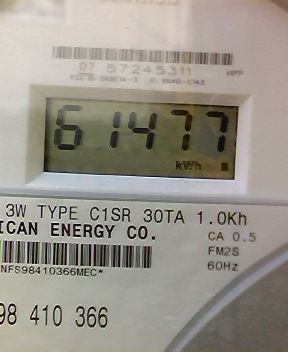 07 57245311 NPP
61477
kWh
3W TYPE C1SR 30TA 1.0Kh
ICAN ENERGY CO.
CA 0.5
FM2S
NFS98410366MEC*
60Hz
98 410 366